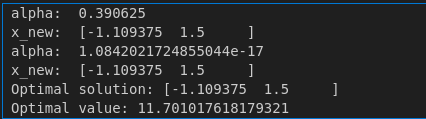 alpha:  0.390625
x_new:  [-1.109375  1.5     ]
alpha:  1.0842021724855044e-17
x_new:  [-1.109375  1.5     ]
Optimal solution: [-1.109375  1.5     ]
Optimal value: 11.701017618179321